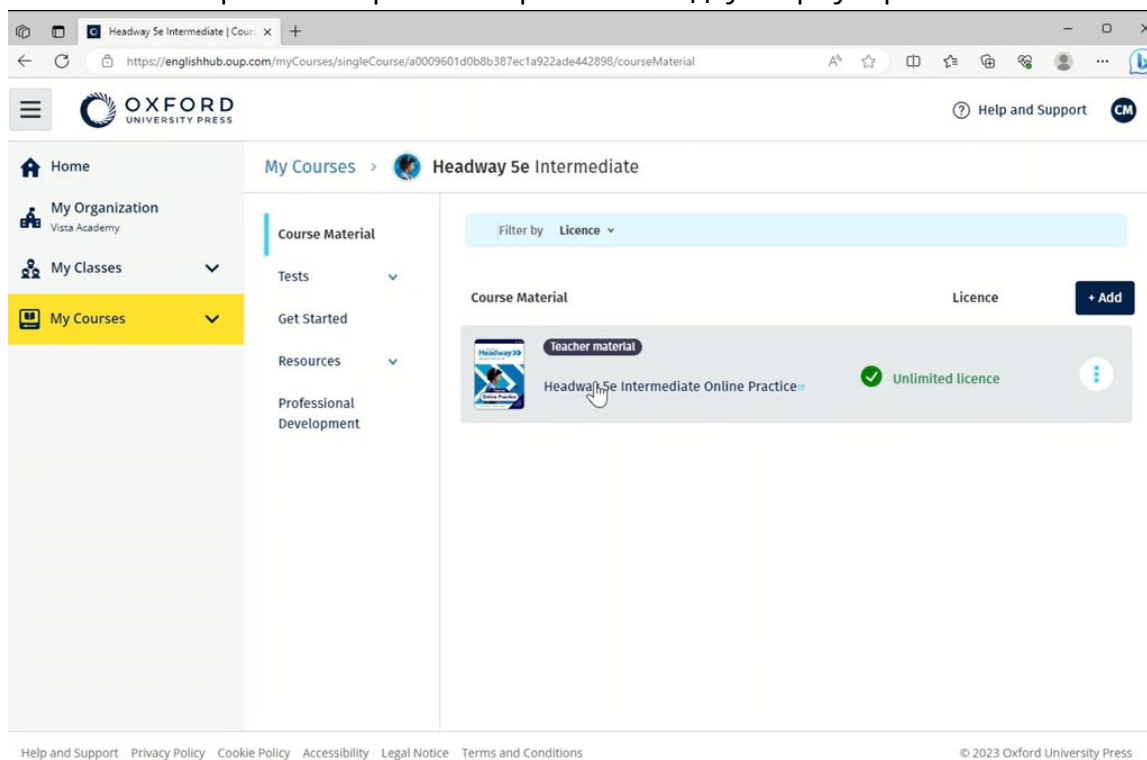 Headway 5e Intermediate | Cour
https://englishhub.oup.com/myCourses/singleCourse/a0009601d0b8b387ec1a922ade442898/courseMaterial
OXFORD
UNIVERSITY PRESS
Help and Support
CM
Home
My Organization
Vista Academy
My Classes
My Courses
My Courses > Headway 5e Intermediate
Course Material
Tests
Get Started
Resources
Professional
Development
Filter by Licence
Course Material Licence + Add
Teacher material
Headway 5e Intermediate Online Practice
Unlimited licence
Headway
Online Practice
Help and Support Privacy Policy Cookie Policy Accessibility Legal Notice Terms and Conditions © 2023 Oxford University Press